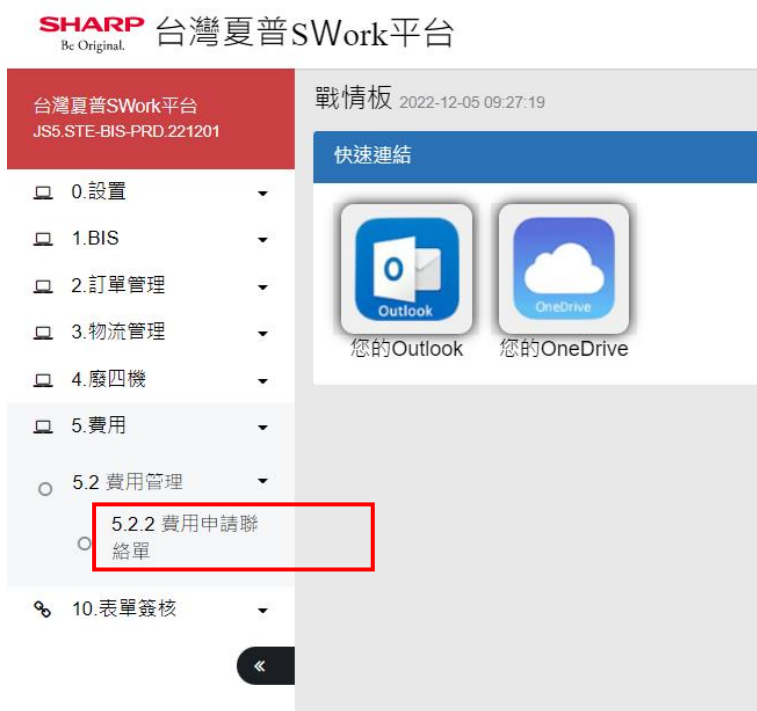 SHARP
Be Original.
台灣夏普SWork平台
台灣夏普SWork平台
JS5.STE-BIS-PRD.221201
戰情板 2022-12-05 09:27:19
快速連結
0.設置
1.BIS
2.訂單管理
3.物流管理
4.廢四機
5.費用
5.2 費用管理
5.2.2 費用申請聯
絡單
10.表單簽核
Outlook
OneDrive
您的Outlook
您的OneDrive